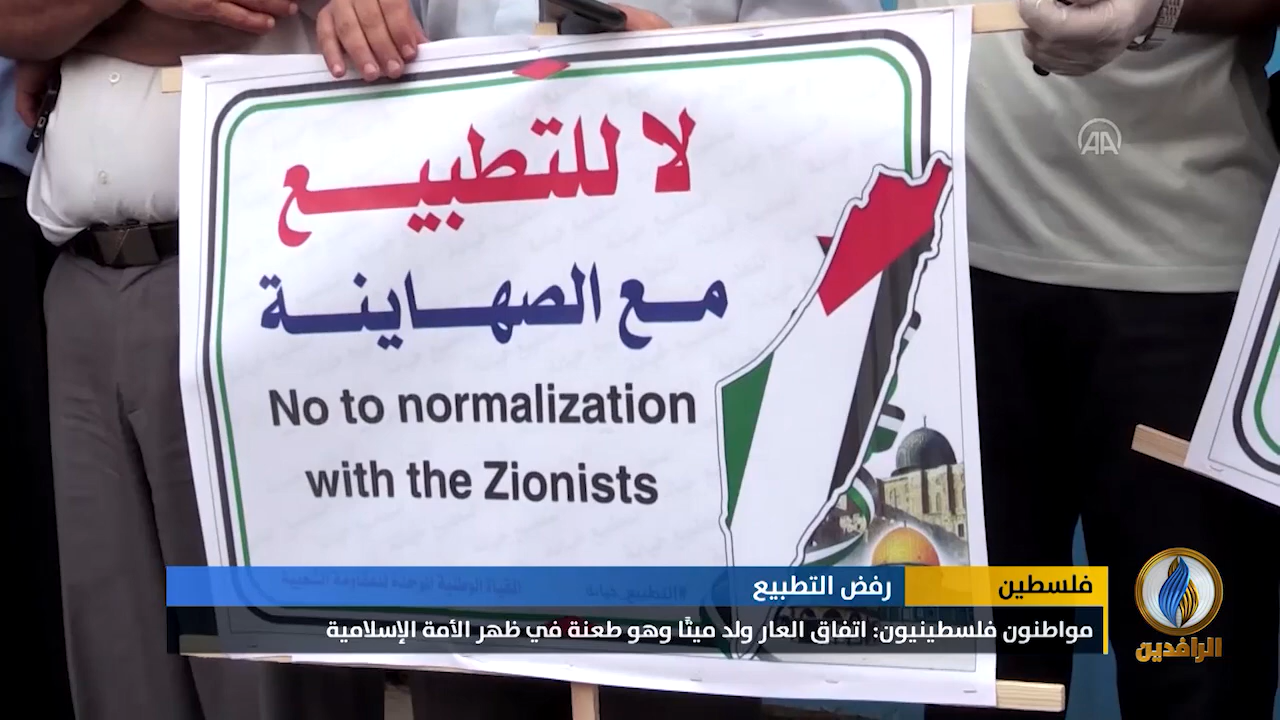 لا للتطبيع
مع الصهاينة
No to normalization
with the Zionists
AA
#التطبيع_خيانة
فلسطين
رفض التطبيع
مواطنون فلسطينيون: اتفاق العار ولد ميتًا وهو طعنة في ظهر الأمة الإسلامية
الرافدين